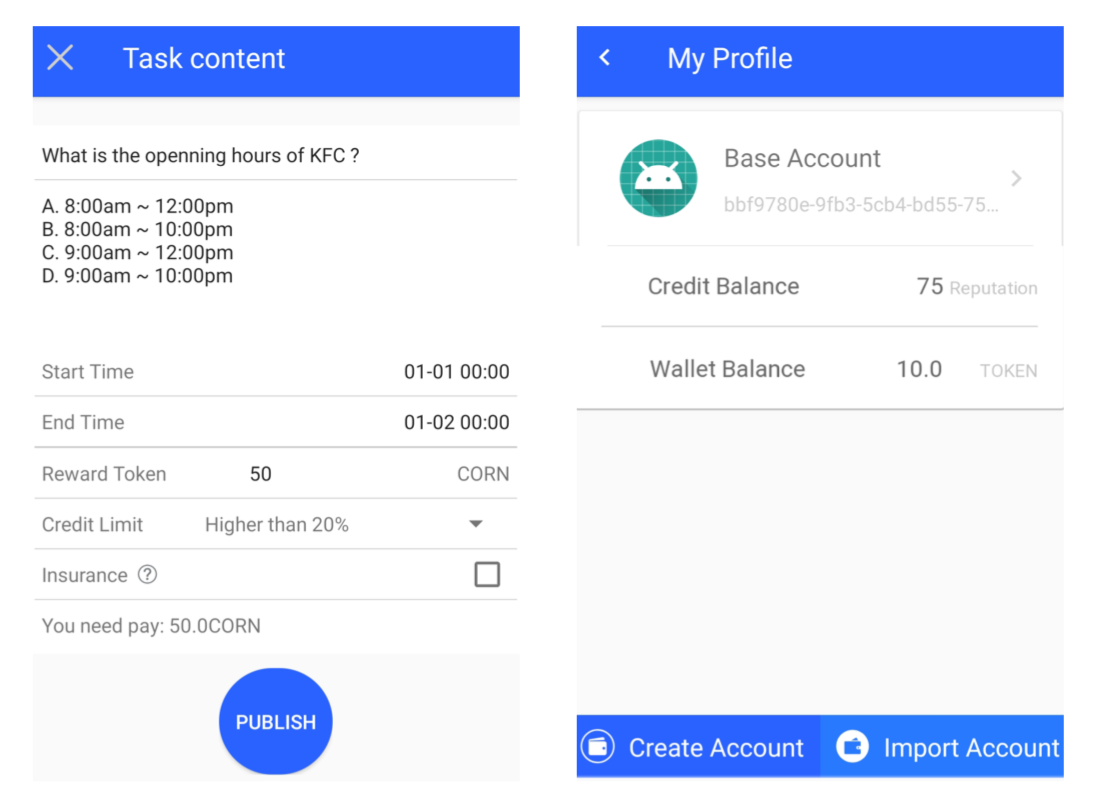 Task content
What is the openning hours of KFC ?
A. 8:00am ~ 12:00pm
B. 8:00am ~ 10:00pm
C. 9:00am ~ 12:00pm
D. 9:00am ~ 10:00pm
Start Time 01-01 00:00
End Time 01-02 00:00
Reward Token 50 CORN
Credit Limit Higher than 20%
Insurance ?
You need pay: 50.0CORN
PUBLISH
My Profile
Base Account
bbf9780e-9fb3-5cb4-bd55-75...
Credit Balance 75 Reputation
Wallet Balance 10.0 TOKEN
Create Account Import Account